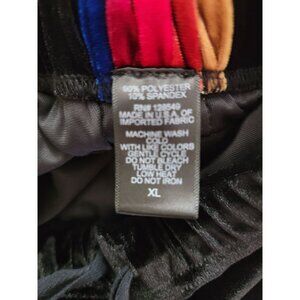 90% POLYESTER
10% SPANDEX
RN# 128549
MADE IN U.S.A. OF
IMPORTED FABRIC
MACHINE WASH
COLD
WITH LIKE COLORS
GENTLE CYCLE
DO NOT BLEACH
TUMBLE DRY
LOW HEAT
DO NOT IRON
XL